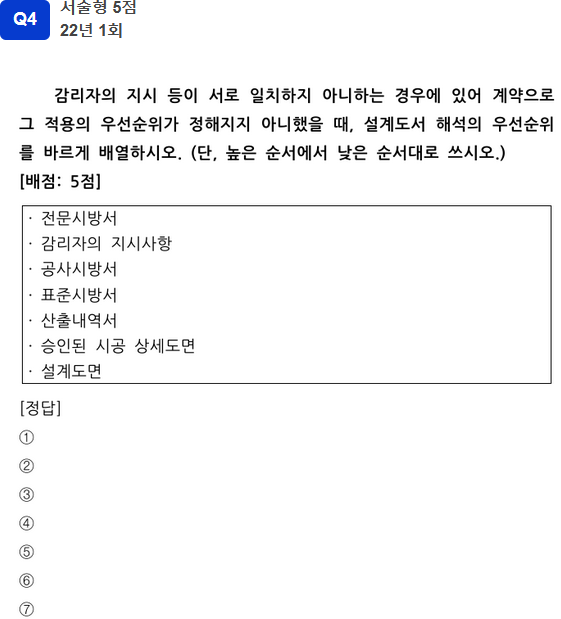 Q4
서술형 5점
22년 1회
감리자의 지시 등이 서로 일치하지 아니하는 경우에 있어 계약으로
그 적용의 우선순위가 정해지지 아니했을 때, 설계도서 해석의 우선순위
를 바르게 배열하시오. (단, 높은 순서에서 낮은 순서대로 쓰시오.)
[배점: 5점]
· 전문시방서
· 감리자의 지시사항
· 공사시방서
· 표준시방서
· 산출내역서
· 승인된 시공 상세도면
· 설계도면
[정답]
①
②
③
④
⑤
⑥
⑦